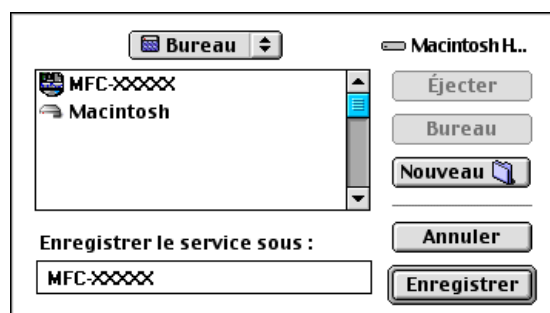 Bureau
Macintosh H...
MFC-XXXXX
Macintosh
Éjecter
Bureau
Nouveau
Enregistrer le service sous :
MFC-XXXXX
Annuler
Enregistrer